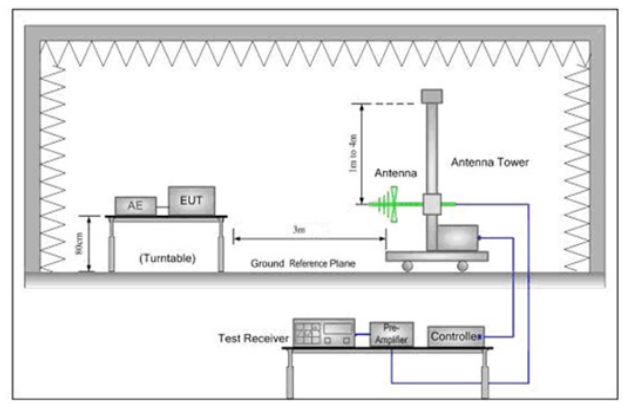 1m to 4m
Antenna
Antenna Tower
AE
EUT
80cm
(Turntable)
3m
Ground Reference Plane
Test Receiver
Pre-
Amplifier
Controller